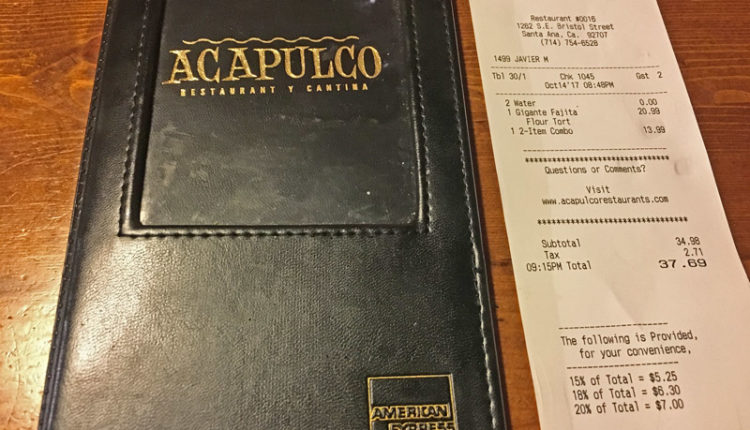 ACAPULCO
RESTAURANT Y CANTINA
AMERICAN
EXPRESS
Restaurant #0016
1262 S.E. Bristol Street
Santa Ana, Ca. 92707
(714) 754-6528
1499 JAVIER M
Tbl 30/1 Chk 1045 Gst 2
Oct14'17 08:48PM
2 Water 0.00
1 Gigante Fajita 20.99
Flour Tort
1 2-Item Combo 13.99
********************************
Questions or Comments?
Visit
www.acapulcorestaurants.com
********************************
Subtotal 34.98
Tax 2.71
09:15PM Total 37.69
The following is Provided,
for your convenience,
15% of Total = $5.25
18% of Total = $6.30
20% of Total = $7.00